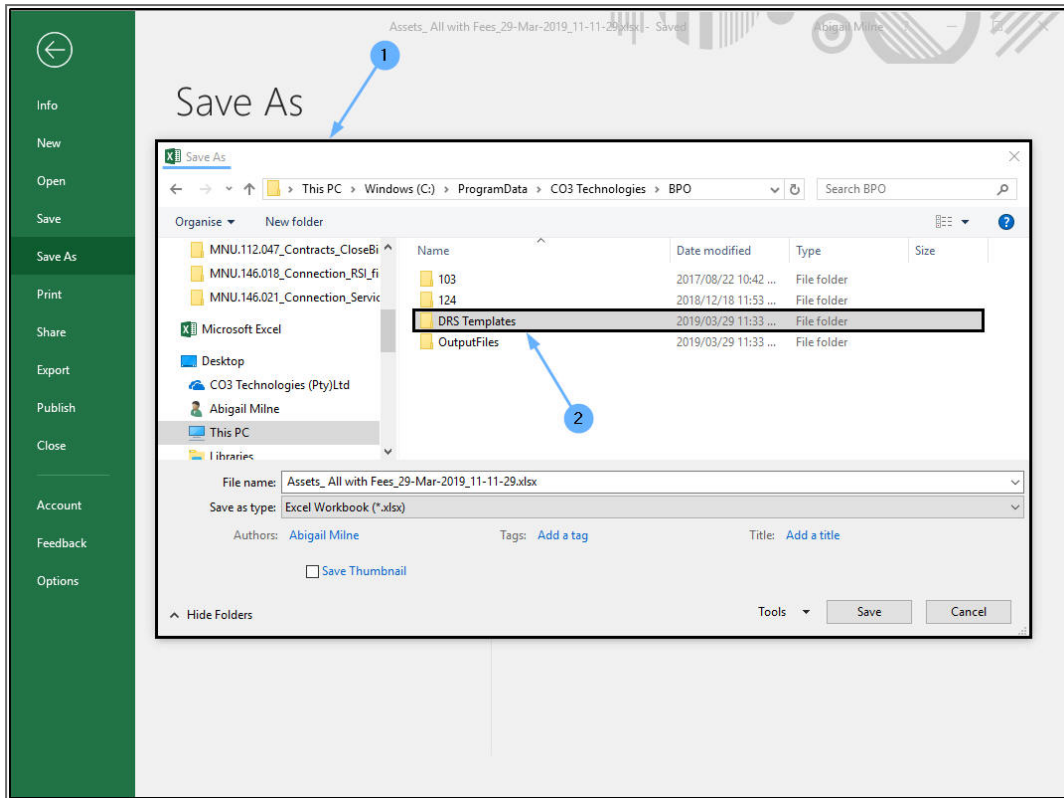 Assets_ All with Fees_29-Mar-2019_11-11-29.xlsx - Saved
Abigail Milne
?
1
Info
New
Open
Save
Save As
Print
Share
Export
Publish
Close
Account
Feedback
Options
Save As
Save As
This PC > Windows (C:) > ProgramData > CO3 Technologies > BPO
Search BPO
Organise
New folder
?
MNU.112.047_Contracts_CloseBi
MNU.146.018_Connection_RSI_fi
MNU.146.021_Connection_Servic
Microsoft Excel
Desktop
CO3 Technologies (Pty)Ltd
Abigail Milne
This PC
Libraries
Name Date modified Type Size
103 2017/08/22 10:42 ... File folder
124 2018/12/18 11:53 ... File folder
DRS Templates 2019/03/29 11:33 ... File folder
OutputFiles 2019/03/29 11:33 ... File folder
2
File name: Assets_ All with Fees_29-Mar-2019_11-11-29.xlsx
Save as type: Excel Workbook (*.xlsx)
Authors: Abigail Milne Tags: Add a tag Title: Add a title
Save Thumbnail
Hide Folders
Tools Save Cancel